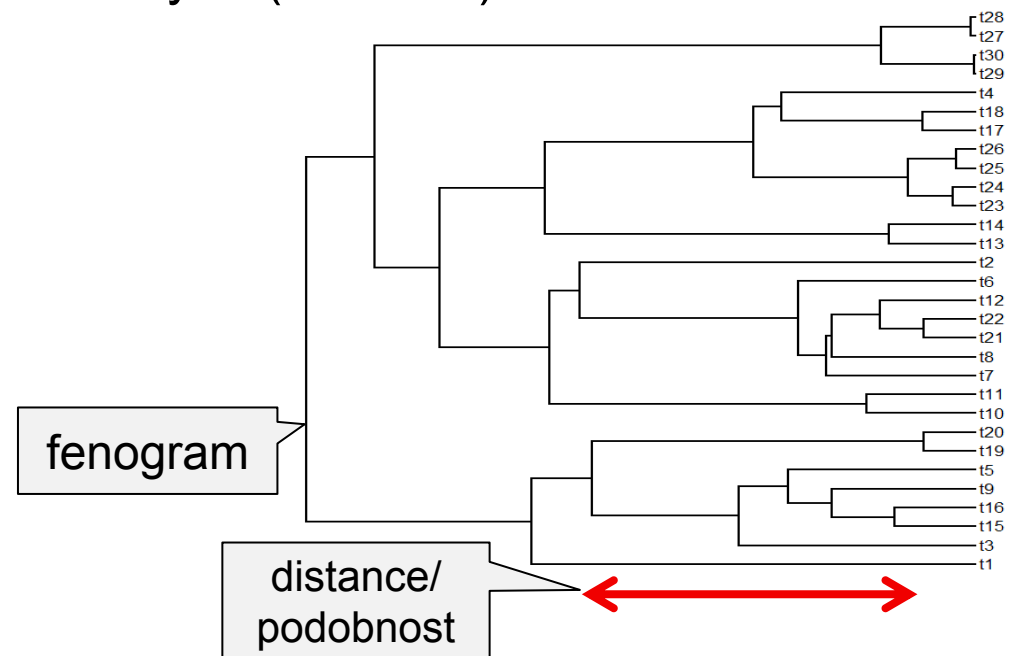 t28
t27
t30
t29
t4
t18
t17
t26
t25
t24
t23
t14
t13
t2
t6
t12
t22
t21
t8
t7
t11
t10
t20
t19
t5
t9
t16
t15
t3
t1
fenogram
distance/
podobnost